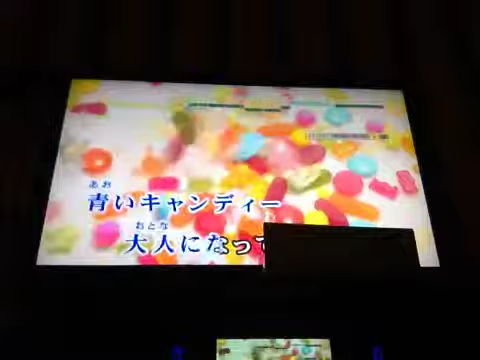 あお
青いキャンディー
おとな
大人になって